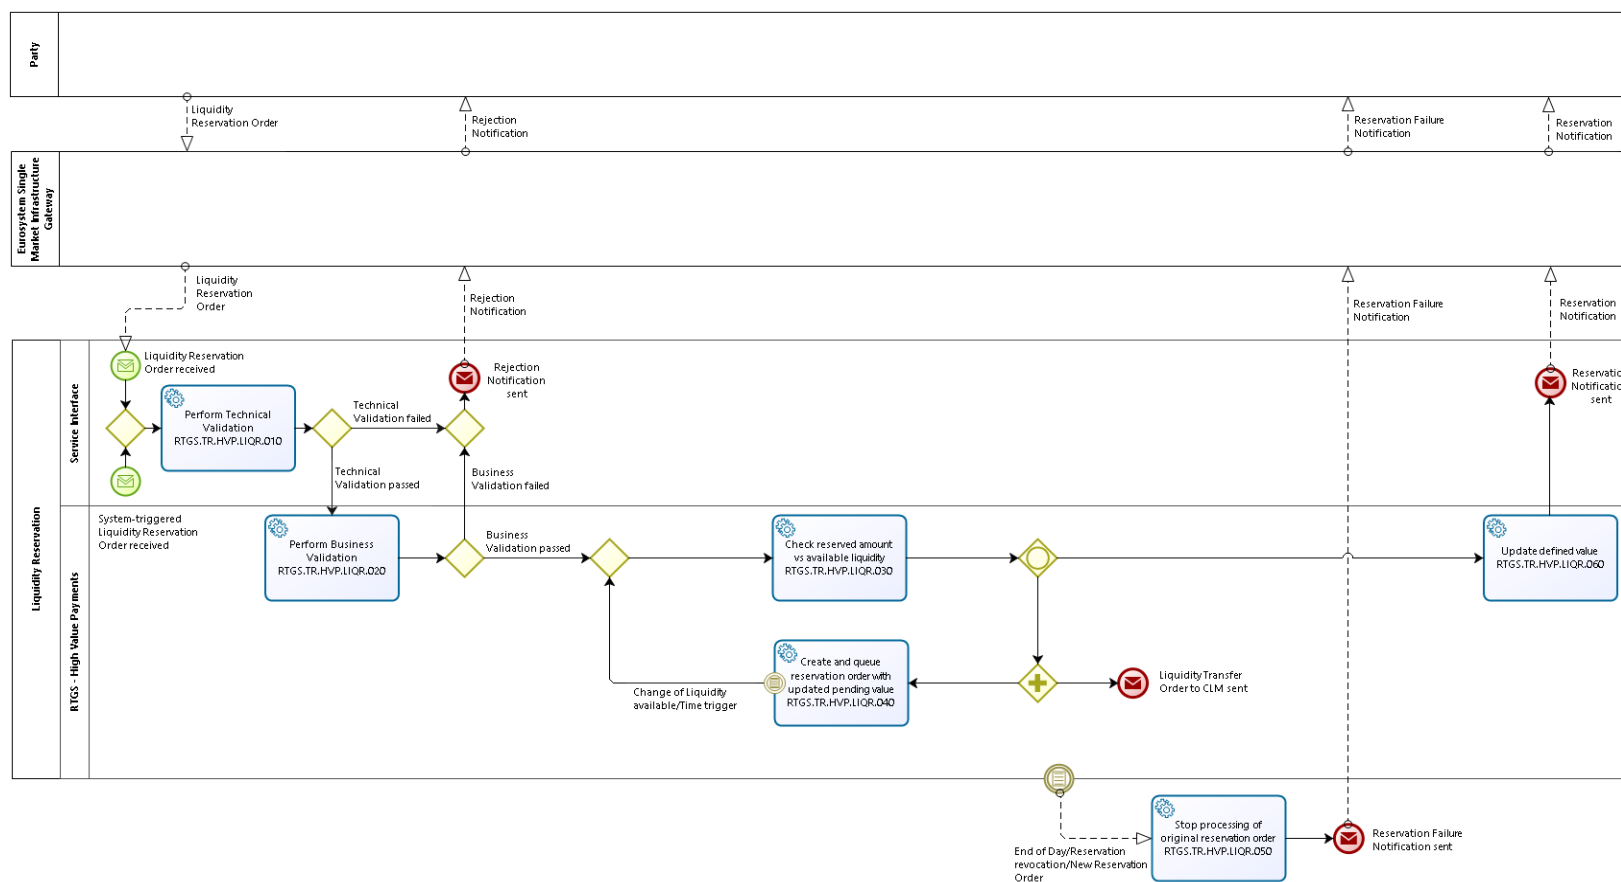 Party
Liquidity
Reservation Order
Rejection
Notification
Reservation Failure
Notification
Reservation
Notification
Eurosystem Single
Market Infrastructure
Gateway
Liquidity
Reservation
Order
Rejection
Notification
Reservation Failure
Notification
Reservation
Notification
Liquidity Reservation
Service Interface
Liquidity Reservation
Order received
Rejection
Notification
sent
Reservatio
Notificatio
sent
Perform Technical
Validation
RTGS.TR.HVP.LIQR.010
Technical
Validation failed
Technical
Validation passed
Business
Validation failed
RTGS - High Value Payments
System-triggered
Liquidity Reservation
Order received
Perform Business
Validation
RTGS.TR.HVP.LIQR.020
Business
Validation passed
Check reserved amount
vs available liquidity
RTGS.TR.HVP.LIQR.030
Update defined value
RTGS.TR.HVP.LIQR.060
Create and queue
reservation order with
updated pending value
RTGS.TR.HVP.LIQR.040
Change of Liquidity
available/Time trigger
Liquidity Transfer
Order to CLM sent
Stop processing of
original reservation order
RTGS.TR.HVP.LIQR.050
Reservation Failure
Notification sent
End of Day/Reservation
revocation/New Reservation
Order